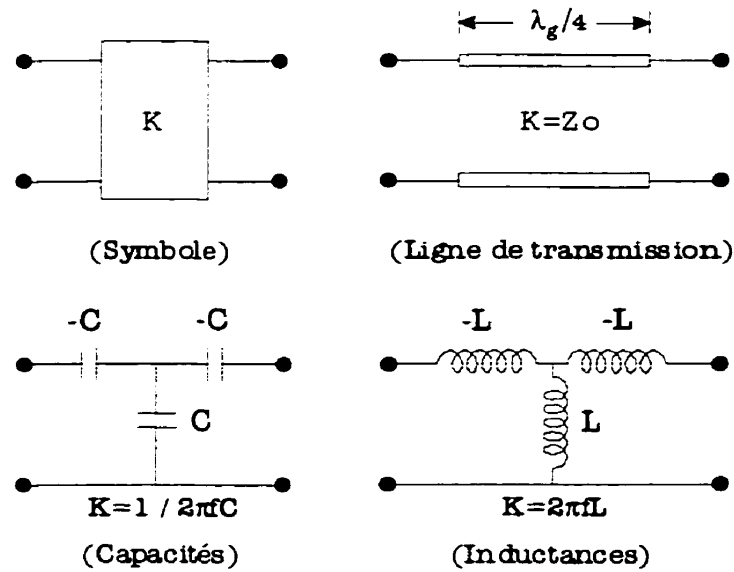 λg/4
K
K=Zo
(Symbole)
(Ligne de transmission)
-C -C
C
K=1 / 2πfC
(Capacités)
-L -L
L
K=2πfL
(Inductances)